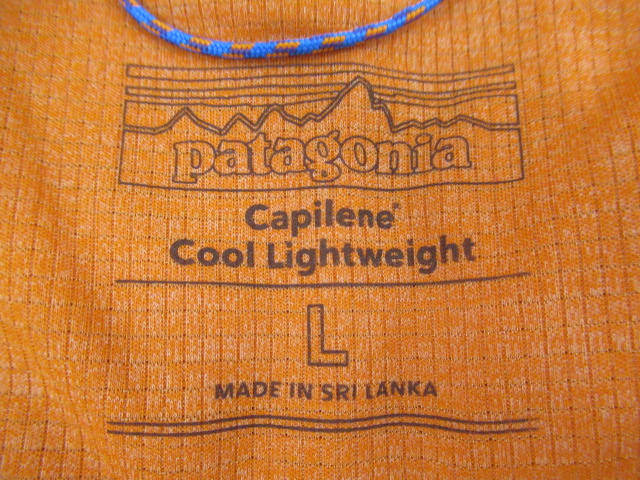 patagonia
Capilene®
Cool Lightweight
L
MADE IN SRI LANKA